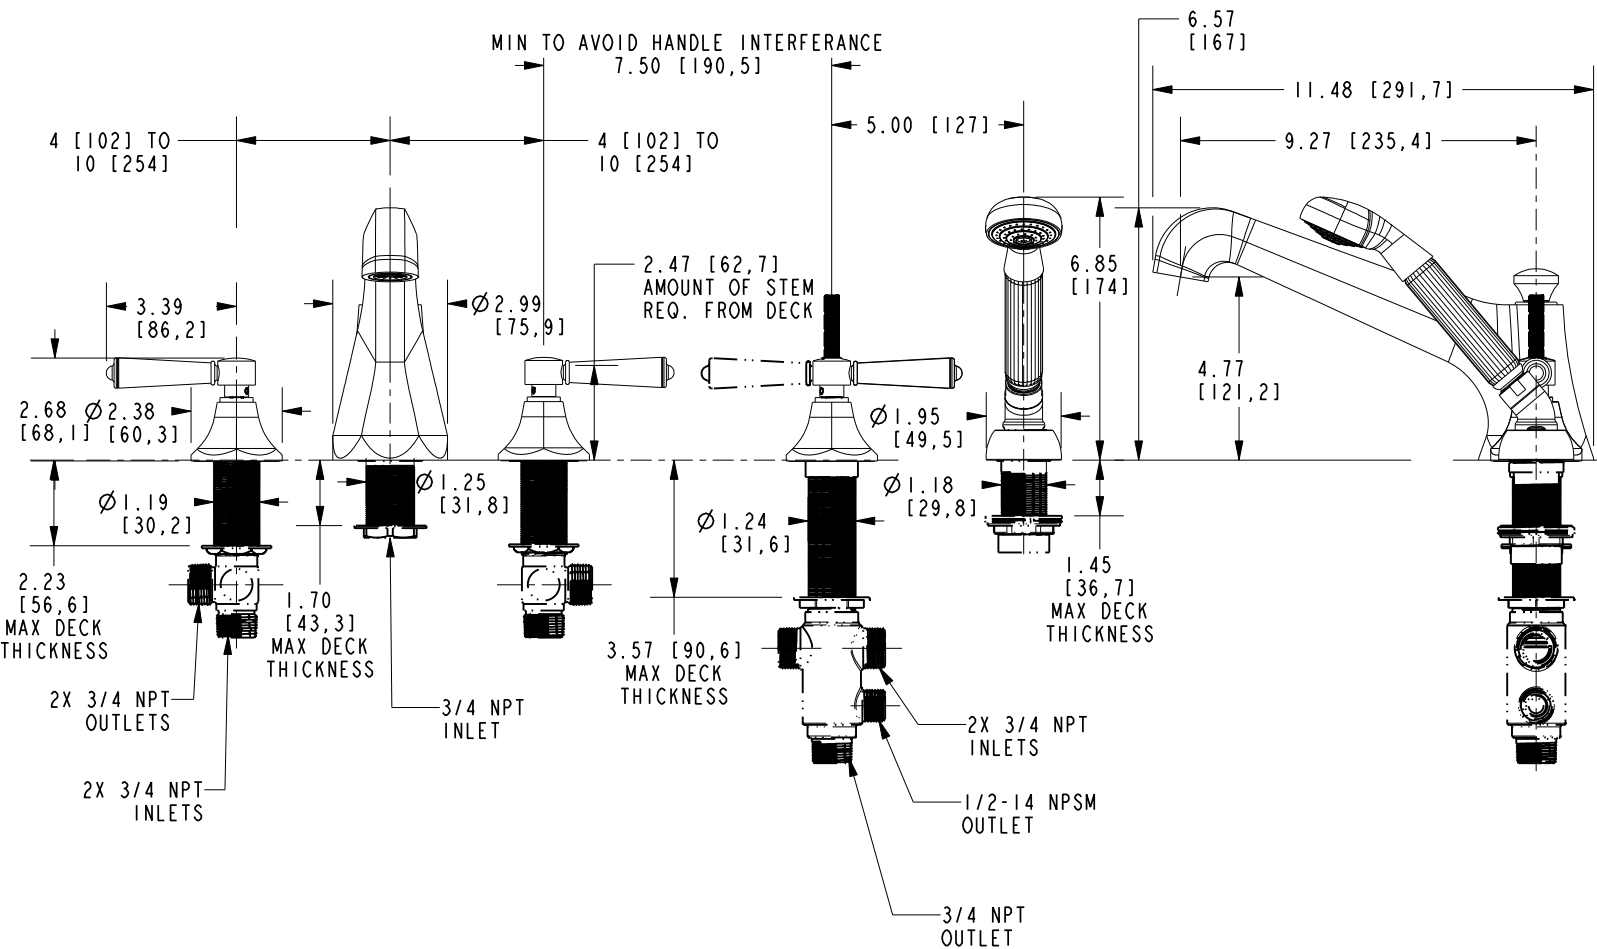 6.57
[167]
MIN TO AVOID HANDLE INTERFERANCE
7.50 [190,5]
11.48 [291,7]
5.00 [127]
4 [102] TO
10 [254]
4 [102] TO
10 [254]
9.27 [235,4]
2.47 [62,7]
AMOUNT OF STEM
REQ. FROM DECK
6.85
[174]
3.39
[86,2]
Ø2.99
[75,9]
4.77
[121,2]
2.68
[68,1]
Ø2.38
[60,3]
Ø1.95
[49,5]
Ø1.19
[30,2]
Ø1.25
[31,8]
Ø1.18
[29,8]
Ø1.24
[31,6]
2.23
[56,6]
MAX DECK
THICKNESS
1.70
[43,3]
MAX DECK
THICKNESS
1.45
[36,7]
MAX DECK
THICKNESS
3.57 [90,6]
MAX DECK
THICKNESS
2X 3/4 NPT
OUTLETS
3/4 NPT
INLET
2X 3/4 NPT
INLETS
2X 3/4 NPT
INLETS
1/2-14 NPSM
OUTLET
3/4 NPT
OUTLET